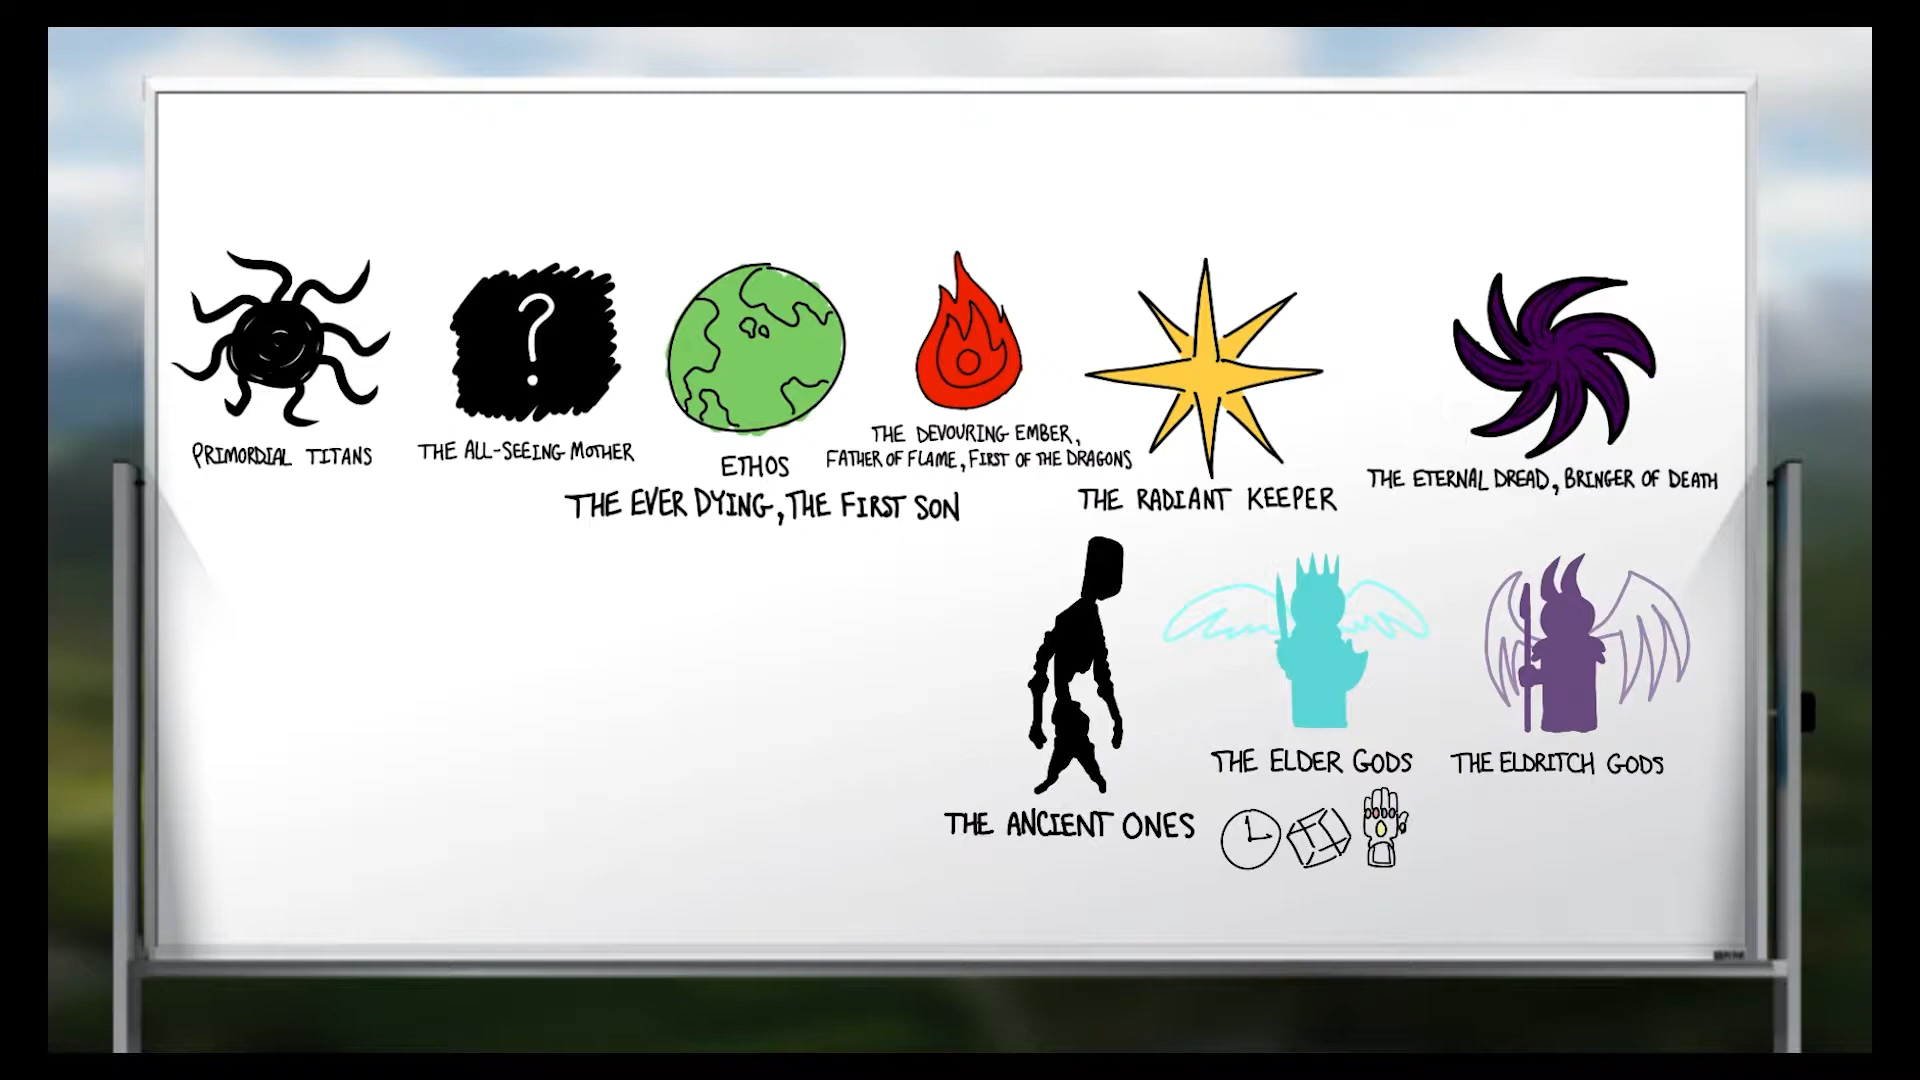 ?
PRIMORDIAL TITANS
THE ALL-SEEING MOTHER
ETHOS
THE EVER DYING, THE FIRST SON
THE DEVOURING EMBER,
FATHER OF FLAME, FIRST OF THE DRAGONS
THE RADIANT KEEPER
THE ETERNAL DREAD, BRINGER OF DEATH
THE ANCIENT ONES
THE ELDER GODS
THE ELDRITCH GODS